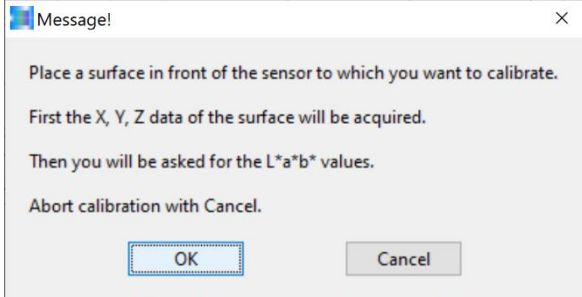 Message!
Place a surface in front of the sensor to which you want to calibrate.
First the X, Y, Z data of the surface will be acquired.
Then you will be asked for the L*a*b* values.
Abort calibration with Cancel.
OK
Cancel